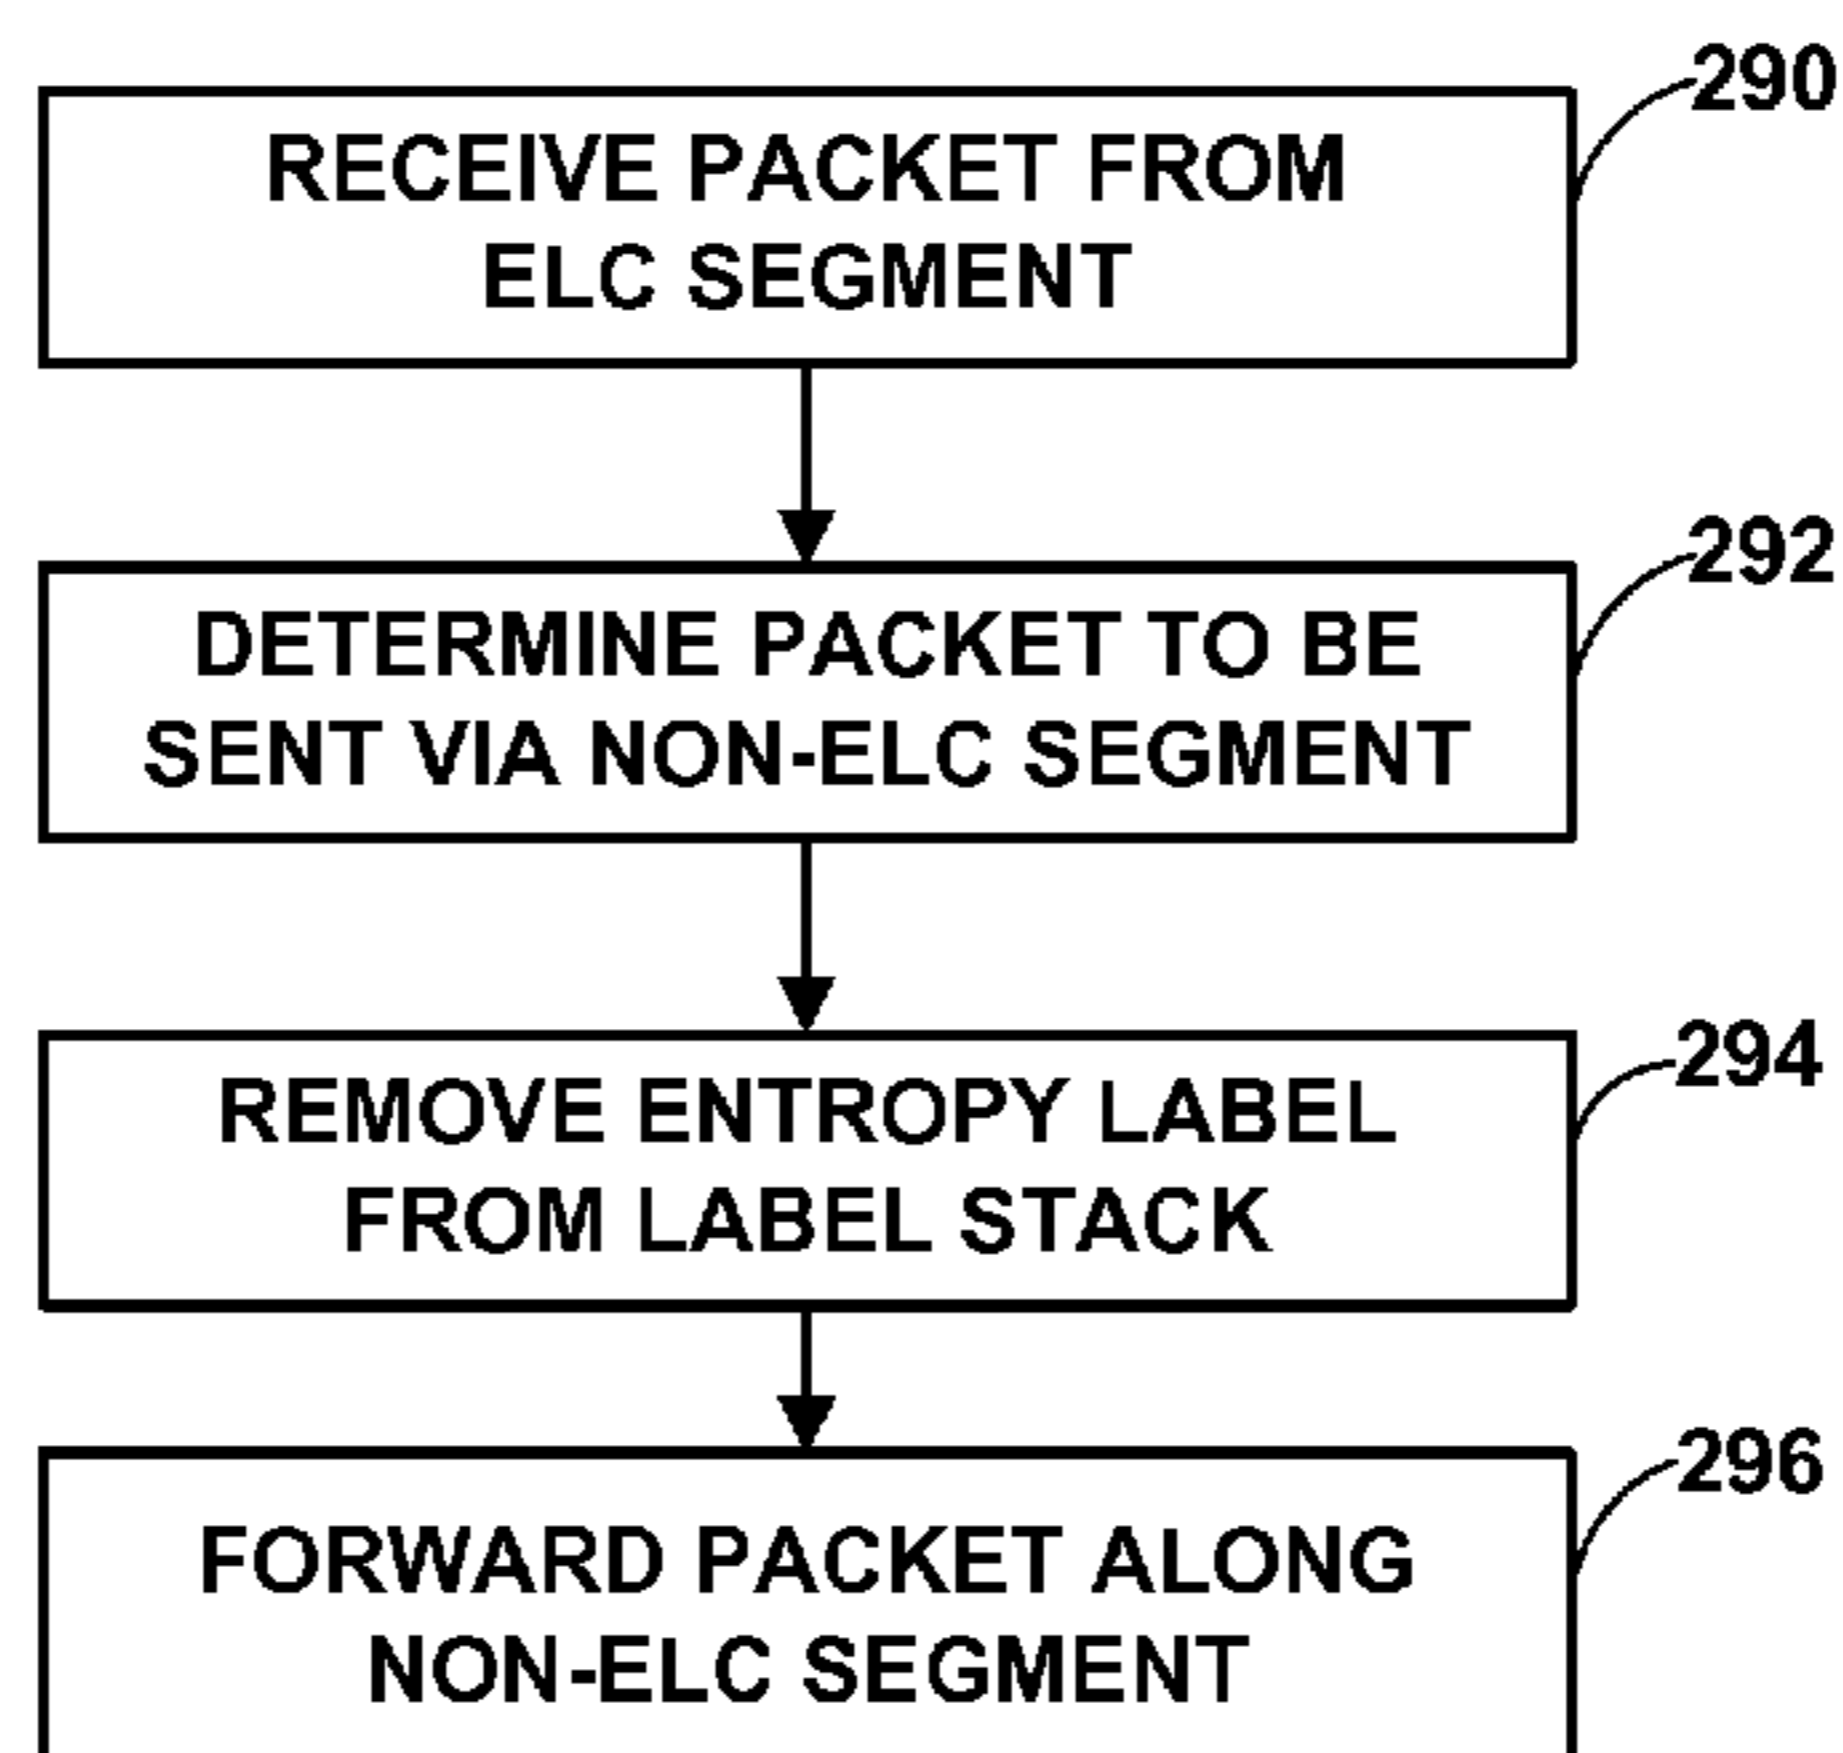 290
RECEIVE PACKET FROM
ELC SEGMENT
292
DETERMINE PACKET TO BE
SENT VIA NON-ELC SEGMENT
294
REMOVE ENTROPY LABEL
FROM LABEL STACK
296
FORWARD PACKET ALONG
NON-ELC SEGMENT